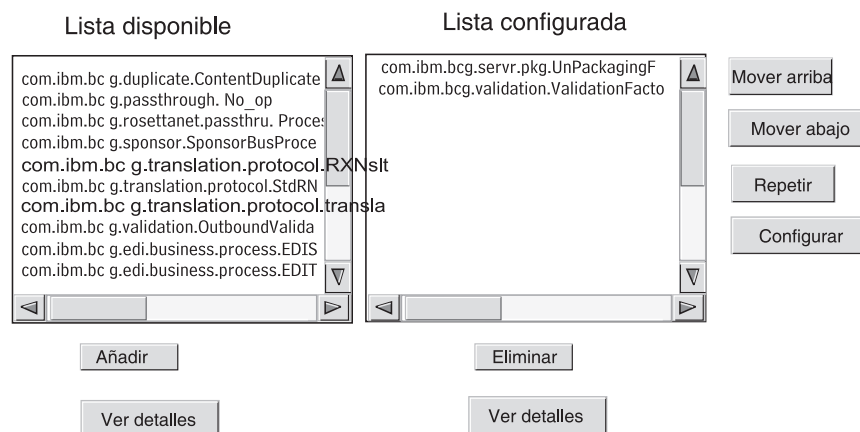 Lista disponible
Lista configurada
com.ibm.bc g.duplicate.ContentDuplicate
com.ibm.bc g.passthrough. No_op
com.ibm.bc g.rosettanet.passthru. Proces
com.ibm.bc g.sponsor.SponsorBusProce
com.ibm.bc g.translation.protocol.RXNslt
com.ibm.bc g.translation.protocol.StdRN
com.ibm.bc g.translation.protocol.transla
com.ibm.bc g.validation.OutboundValida
com.ibm.bc g.edi.business.process.EDIS
com.ibm.bc g.edi.business.process.EDIT
com.ibm.bcg.servr.pkg.UnPackagingF
com.ibm.bcg.validation.ValidationFacto
Mover arriba
Mover abajo
Repetir
Configurar
Añadir
Eliminar
Ver detalles
Ver detalles